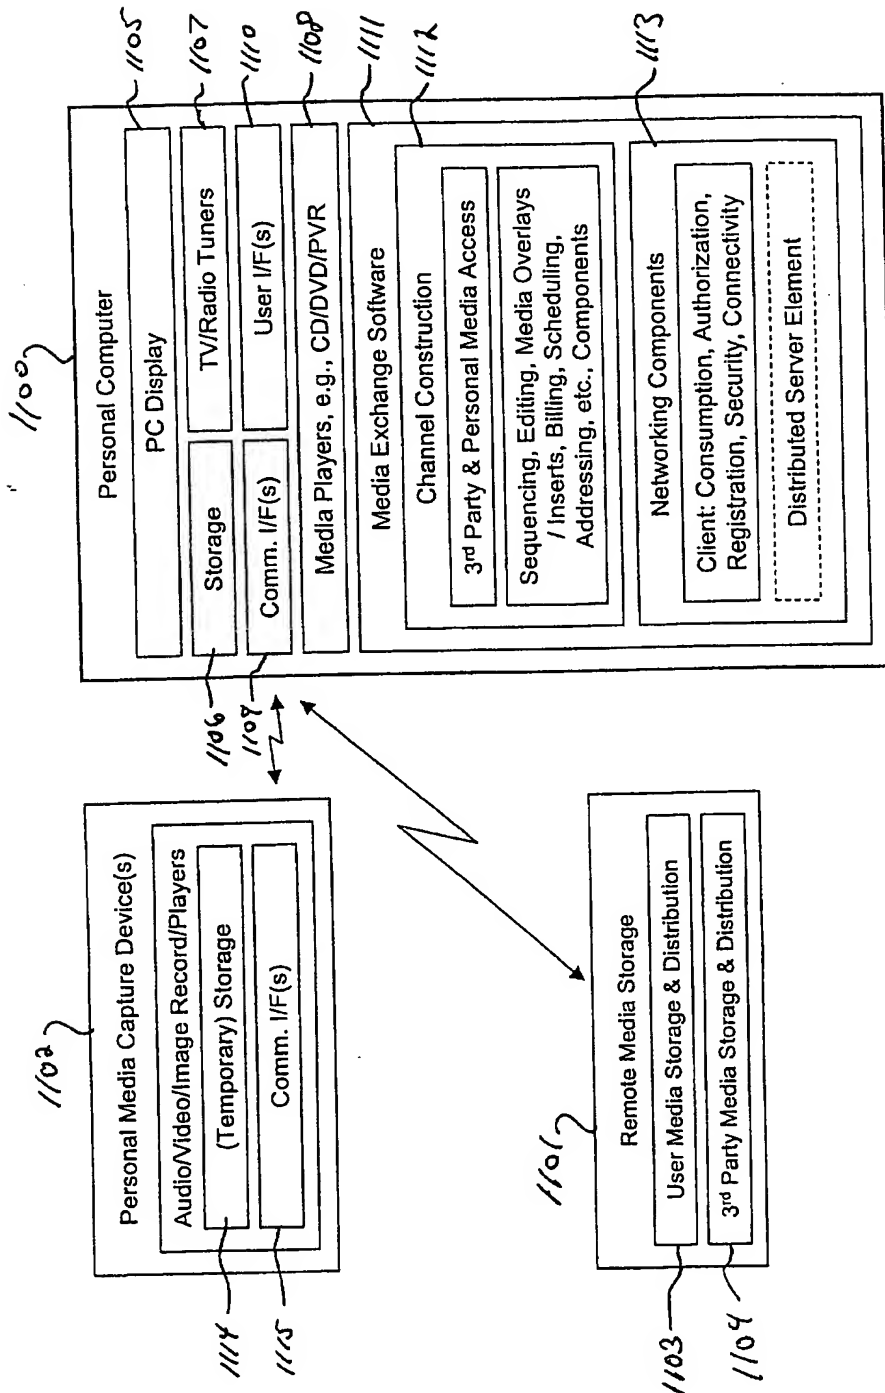 1102
Personal Media Capture Device(s)
Audio/Video/Image Record/Players
(Temporary) Storage
Comm. I/F(s)
1114
1115
1101
Remote Media Storage
User Media Storage & Distribution
3rd Party Media Storage & Distribution
1103
1104
1100
Personal Computer
PC Display
1105
Storage
1106
TV/Radio Tuners
1107
Comm. I/F(s)
1109
User I/F(s)
1110
Media Players, e.g., CD/DVD/PVR
1108
Media Exchange Software
1111
Channel Construction
1112
3rd Party & Personal Media Access
Sequencing, Editing, Media Overlays
/ Inserts, Billing, Scheduling,
Addressing, etc., Components
Networking Components
1113
Client: Consumption, Authorization,
Registration, Security, Connectivity
Distributed Server Element